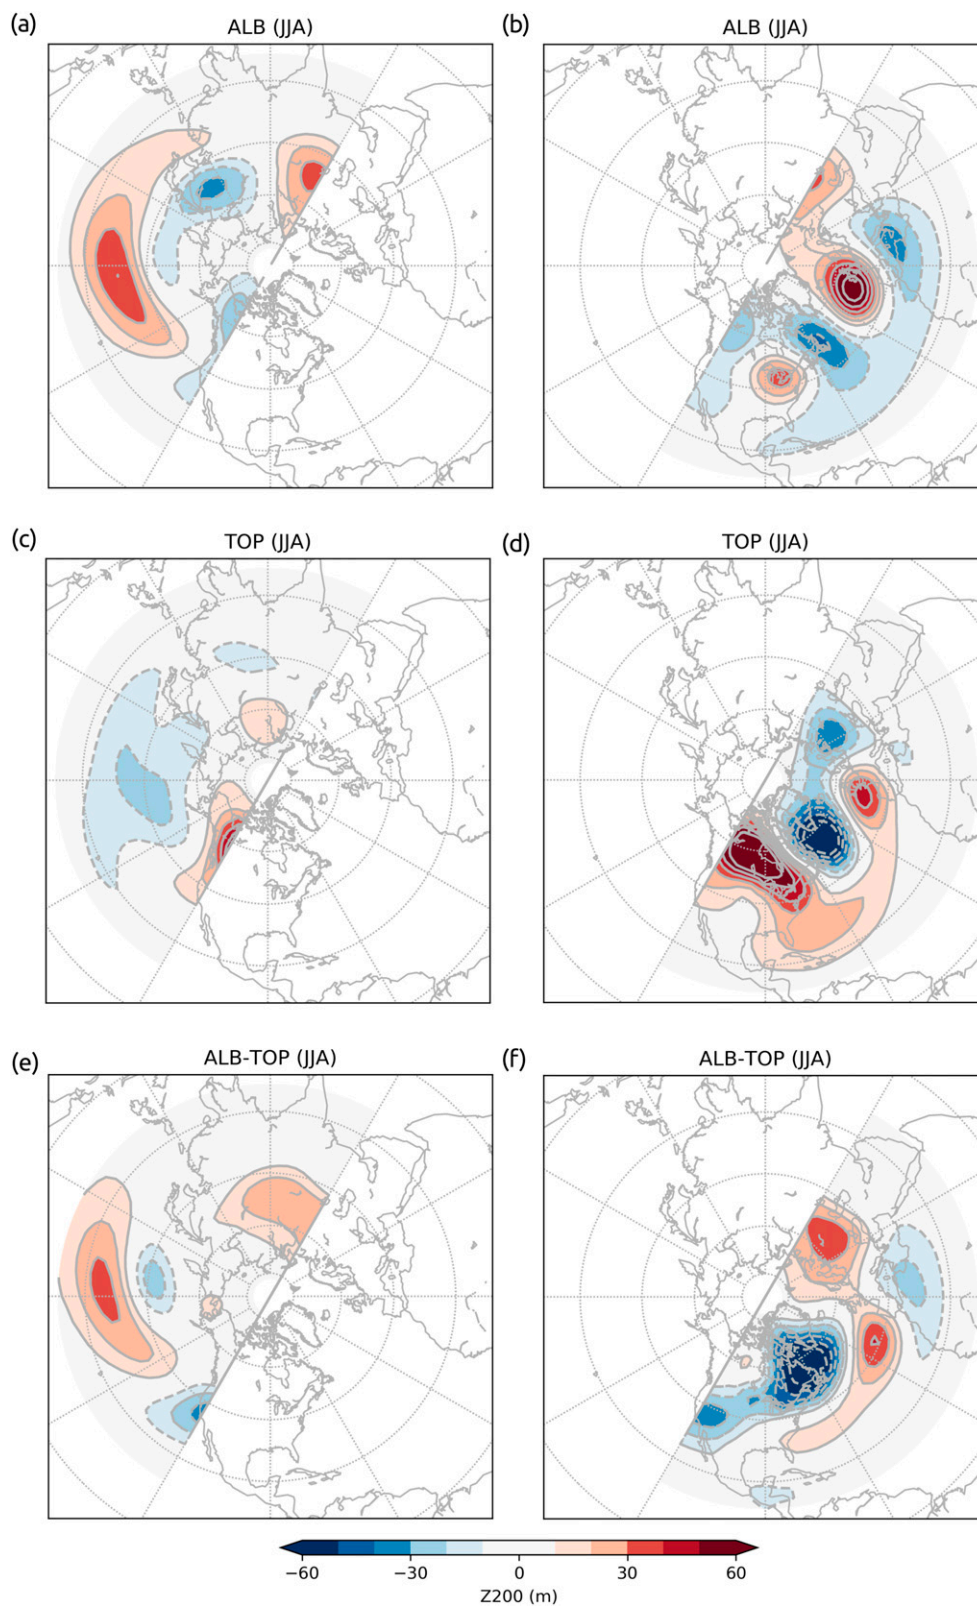 (a) ALB (JJA)
(b) ALB (JJA)
(c) TOP (JJA)
(d) TOP (JJA)
(e) ALB-TOP (JJA)
(f) ALB-TOP (JJA)
−60 −30 0 30 60
Z200 (m)